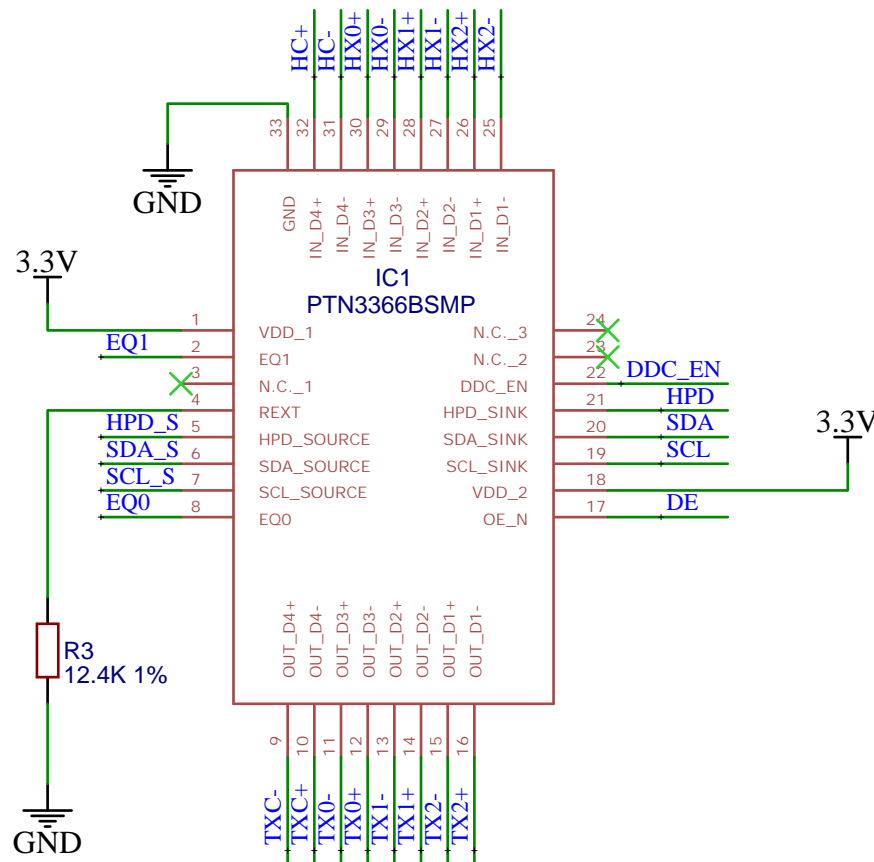 HC+
HC-
HX0+
HX0-
HX1+
HX1-
HX2+
HX2-
33
32
31
30
29
28
27
26
25
GND
GND
IN_D4+
IN_D4-
IN_D3+
IN_D3-
IN_D2+
IN_D2-
IN_D1+
IN_D1-
IC1
PTN3366BSMP
3.3V
1
VDD_1
EQ1
2
EQ1
3
N.C._1
4
REXT
HPD_S
5
HPD_SOURCE
SDA_S
6
SDA_SOURCE
SCL_S
7
SCL_SOURCE
EQ0
8
EQ0
N.C._3
24
N.C._2
23
DDC_EN
22
DDC_EN
HPD_SINK
21
HPD
SDA_SINK
20
SDA
SCL_SINK
19
SCL
3.3V
VDD_2
18
OE_N
17
DE
OUT_D4+
OUT_D4-
OUT_D3+
OUT_D3-
OUT_D2+
OUT_D2-
OUT_D1+
OUT_D1-
R3
12.4K 1%
GND
9
10
11
12
13
14
15
16
TXC-
TXC+
TX0-
TX0+
TX1-
TX1+
TX2-
TX2+